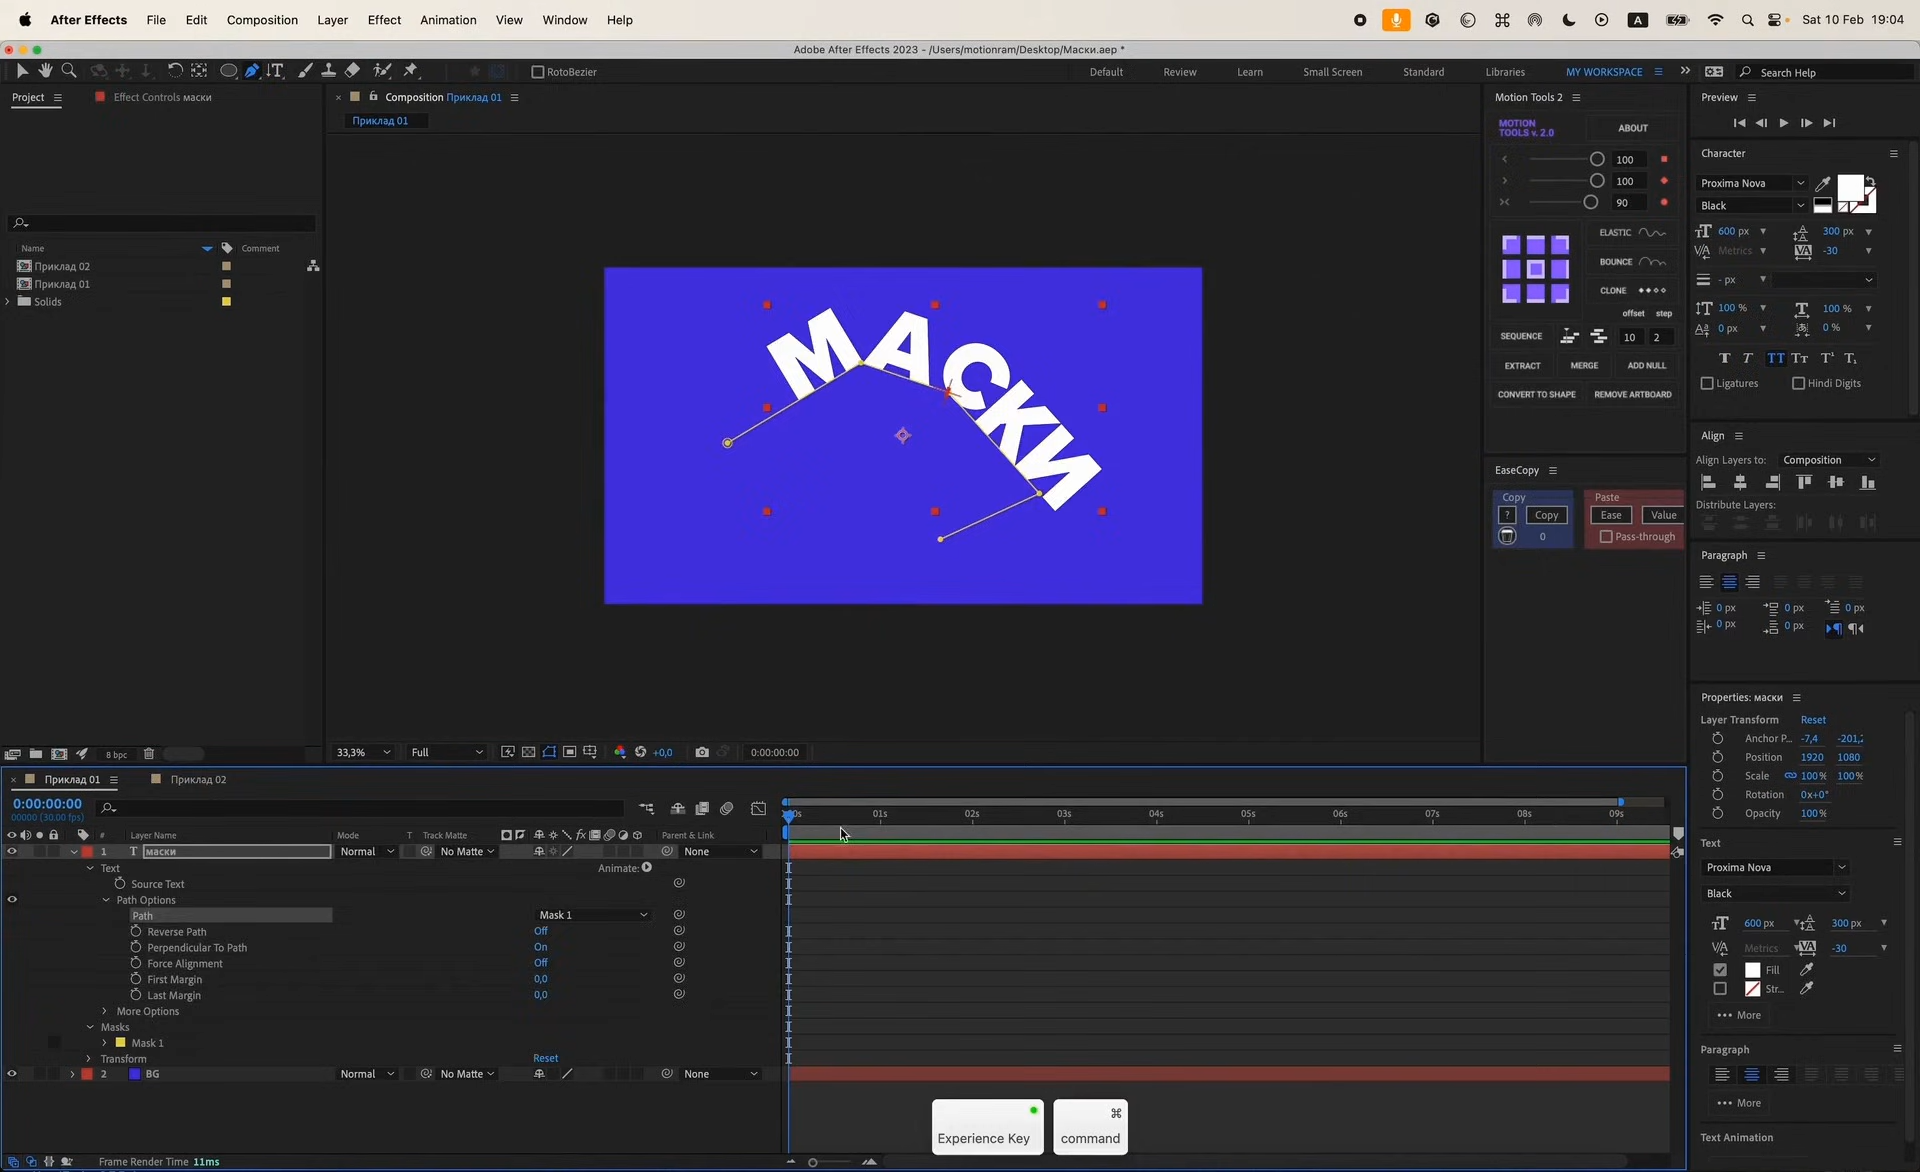 After Effects File Edit Composition Layer Effect Animation View Window Help A Sat 10 Feb 19:04
Adobe After Effects 2023 - /Users/motionram/Desktop/Маски.aep *
RotoBezier Default Review Learn Small Screen Standard Libraries MY WORKSPACE Search Help
Project Effect Controls маски
Composition Приклад 01
Приклад 01
Name Comment
Приклад 02
Приклад 01
Solids
МАСКИ
Motion Tools 2
MOTION
TOOLS v. 2.0
ABOUT
100
100
90
ELASTIC
BOUNCE
CLONE
offset step
SEQUENCE 10 2
EXTRACT MERGE ADD NULL
CONVERT TO SHAPE REMOVE ARTBOARD
EaseCopy
Copy Paste
? Copy Ease Value
0 Pass-through
Preview
Character
Proxima Nova
Black
600 px 300 px
Metrics -30
- px
100 % 100 %
0 px 0 %
T T TT Tт T¹ T₁
Ligatures Hindi Digits
Align
Align Layers to: Composition
Distribute Layers:
Paragraph
0 px 0 px 0 px
0 px 0 px
8 bpc
33,3% Full +0,0 0:00:00:00
Приклад 01 Приклад 02
0:00:00:00
00000 (30.00 fps)
01s 02s 03s 04s 05s 06s 07s 08s 09s
# Layer Name Mode T Track Matte fx Parent & Link
1 T маски Normal No Matte None
Text Animate:
Source Text
Path Options
Path Mask 1
Reverse Path Off
Perpendicular To Path On
Force Alignment Off
First Margin 0,0
Last Margin 0,0
More Options
Masks
Mask 1
Transform Reset
2 BG Normal No Matte None
Frame Render Time 11ms
Experience Key
⌘
command
Properties: маски
Layer Transform Reset
Anchor P... -7,4 -201,
Position 1920 1080
Scale 100% 100%
Rotation 0x+0°
Opacity 100%
Text
Proxima Nova
Black
600 px 300 px
Metrics -30
Fill
Str...
••• More
Paragraph
••• More
Text Animation